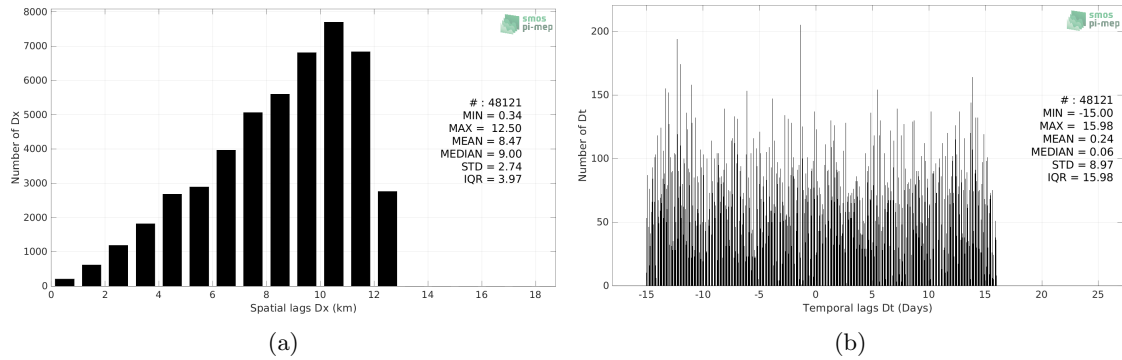 smos
pi-mep
8000
7000
6000
5000
4000
3000
2000
1000
0
Number of Dx
# : 48121
MIN = 0.34
MAX = 12.50
MEAN = 8.47
MEDIAN = 9.00
STD = 2.74
IQR = 3.97
0 2 4 6 8 10 12 14 16 18
Spatial lags Dx (km)
(a)
smos
pi-mep
200
150
100
50
0
Number of Dt
# : 48121
MIN = -15.00
MAX = 15.98
MEAN = 0.24
MEDIAN = 0.06
STD = 8.97
IQR = 15.98
-15 -10 -5 0 5 10 15 20 25
Temporal lags Dt (Days)
(b)